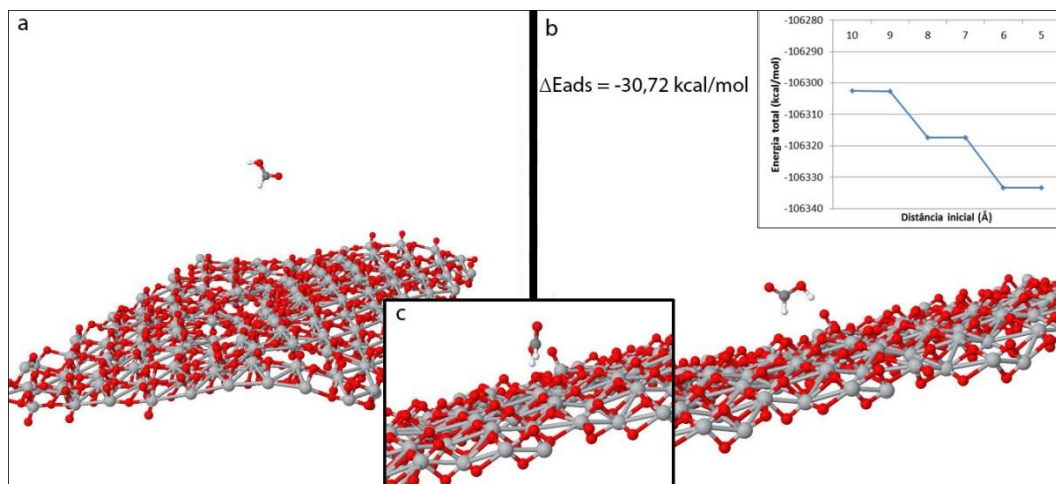 a
b
ΔEads = -30,72 kcal/mol
-106280
10 9 8 7 6 5
-106290
-106300
-106310
-106320
-106330
-106340
Energia total (kcal/mol)
Distância inicial (Å)
c